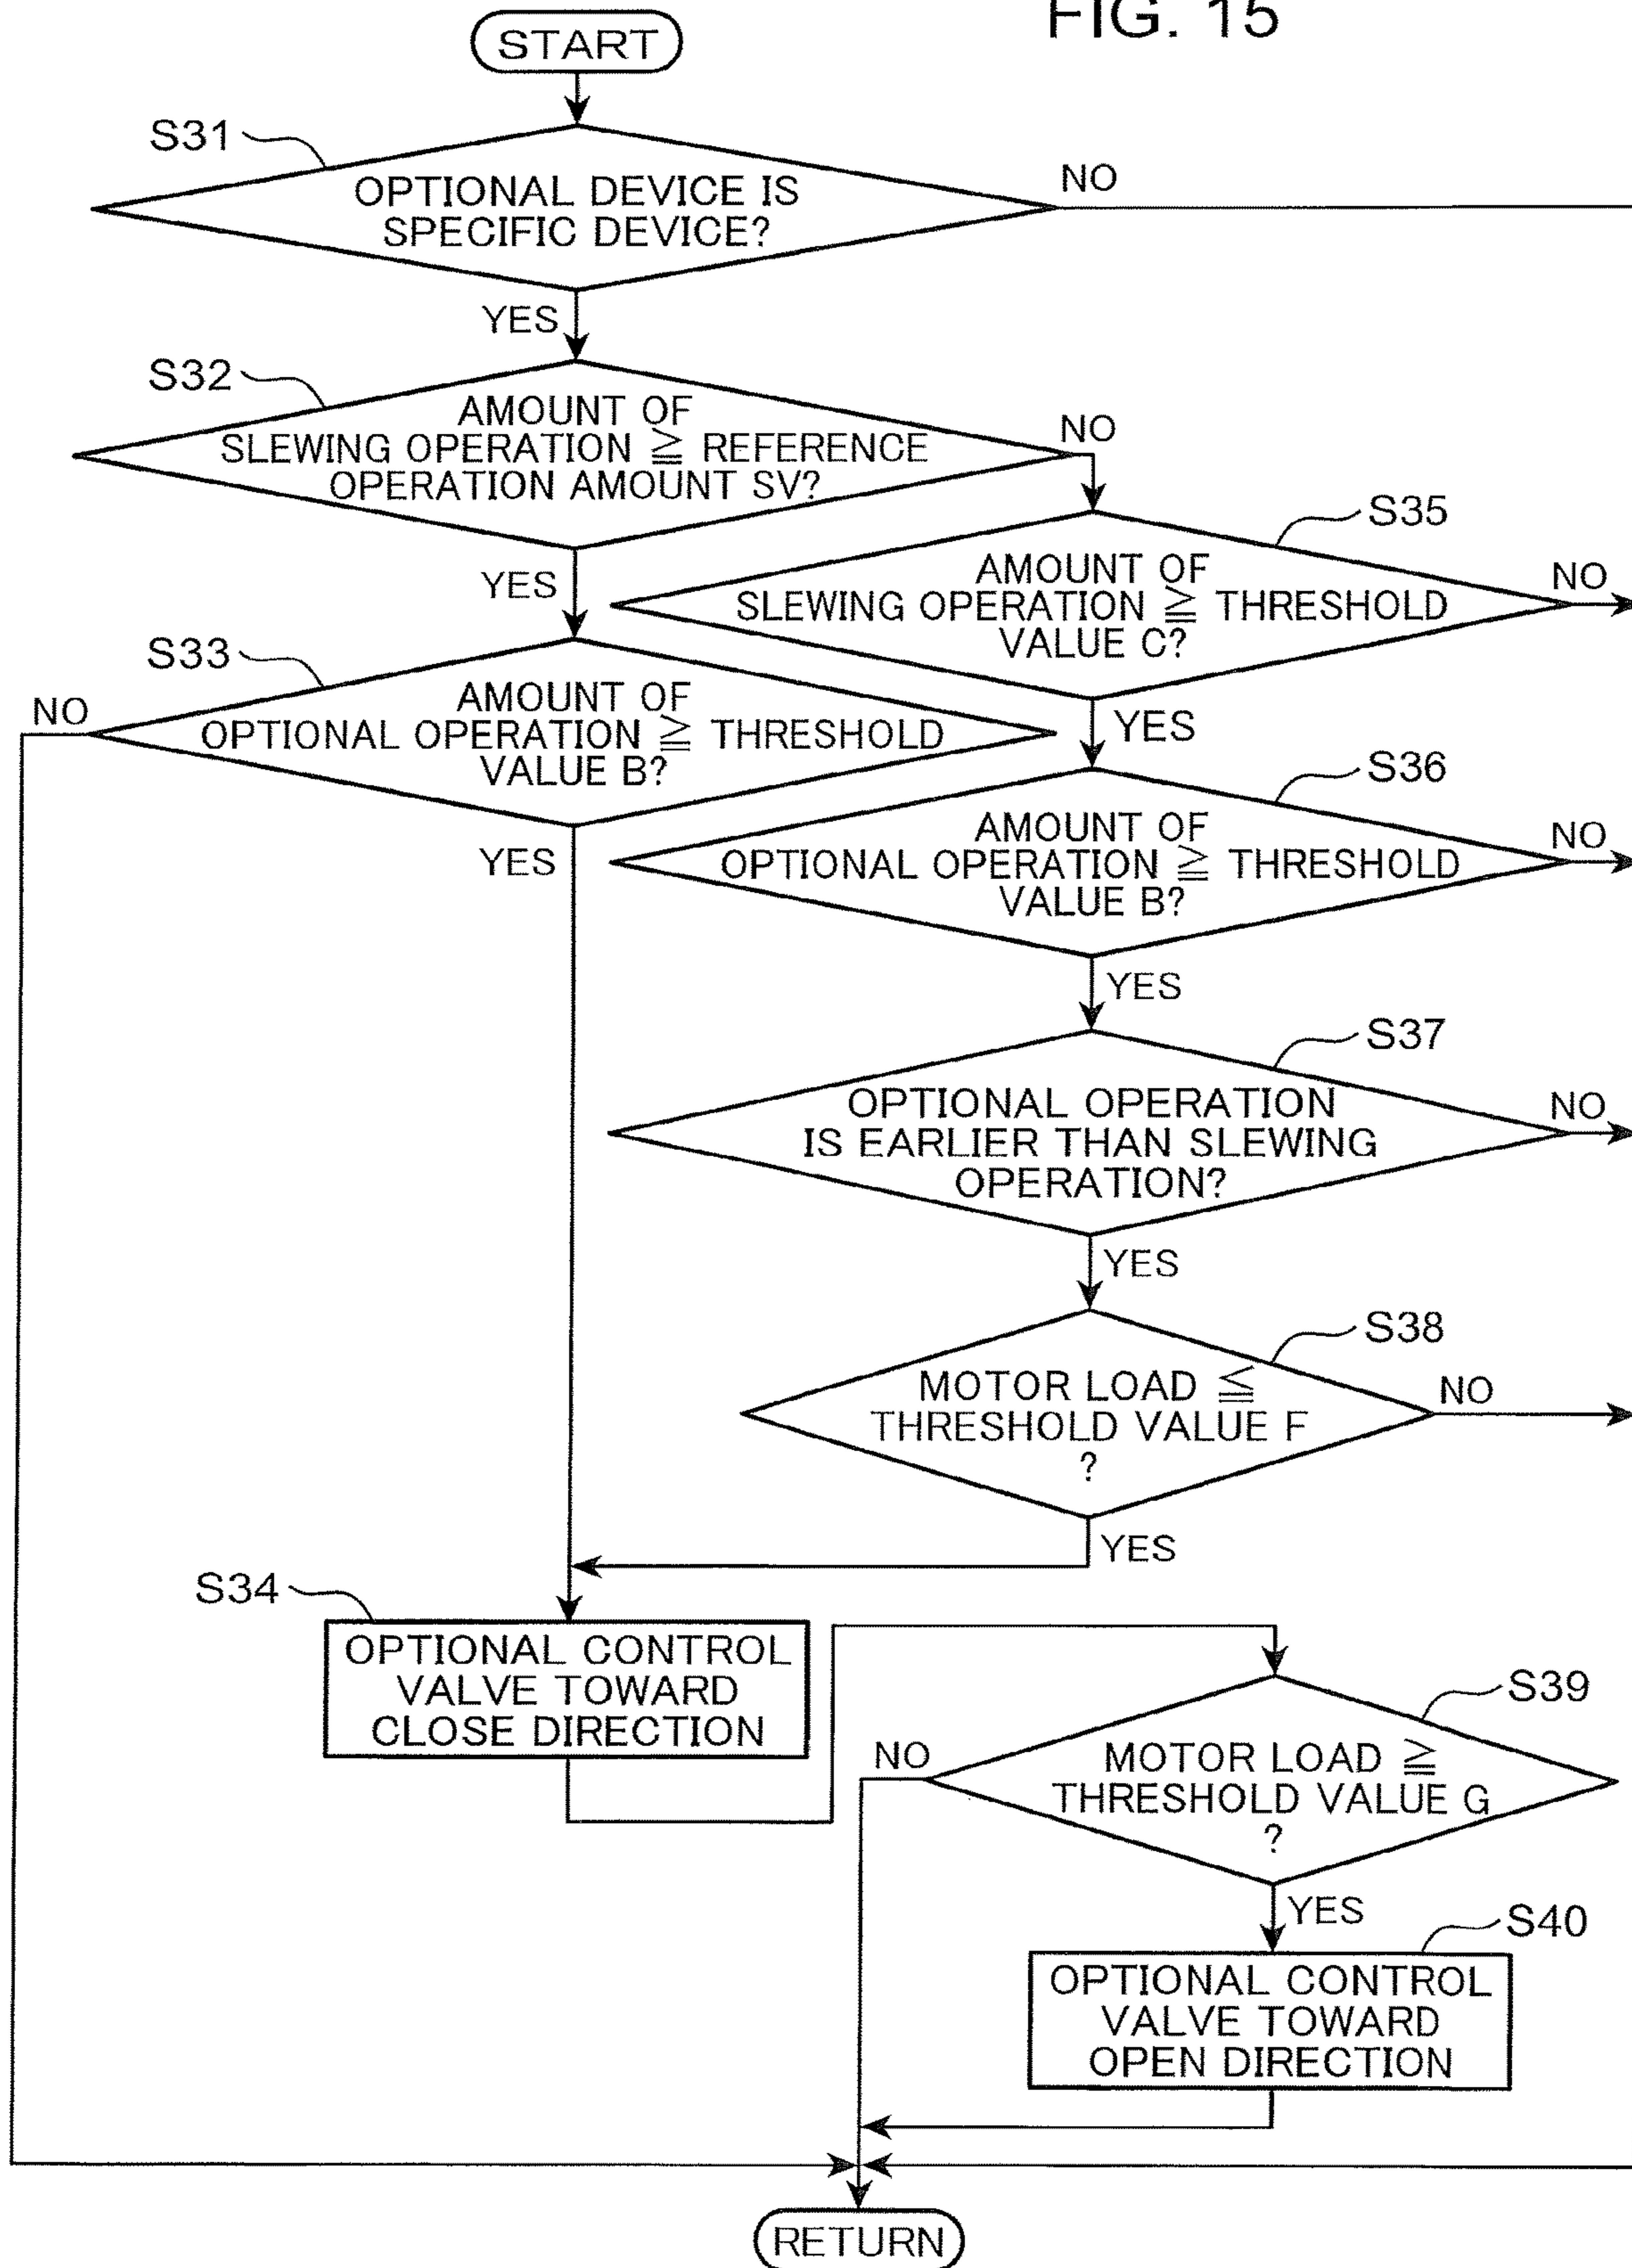 FIG. 15
START
S31
OPTIONAL DEVICE IS
SPECIFIC DEVICE?
NO
YES
S32
AMOUNT OF
SLEWING OPERATION ≧ REFERENCE
OPERATION AMOUNT SV?
NO
YES
S35
AMOUNT OF
SLEWING OPERATION ≧ THRESHOLD
VALUE C?
NO
YES
S33
AMOUNT OF
OPTIONAL OPERATION ≧ THRESHOLD
VALUE B?
NO
YES
S36
AMOUNT OF
OPTIONAL OPERATION ≧ THRESHOLD
VALUE B?
NO
YES
S37
OPTIONAL OPERATION
IS EARLIER THAN SLEWING
OPERATION?
NO
YES
S38
MOTOR LOAD ≦
THRESHOLD VALUE F
?
NO
YES
S34
OPTIONAL CONTROL
VALVE TOWARD
CLOSE DIRECTION
S39
MOTOR LOAD ≧
THRESHOLD VALUE G
?
NO
YES
S40
OPTIONAL CONTROL
VALVE TOWARD
OPEN DIRECTION
RETURN